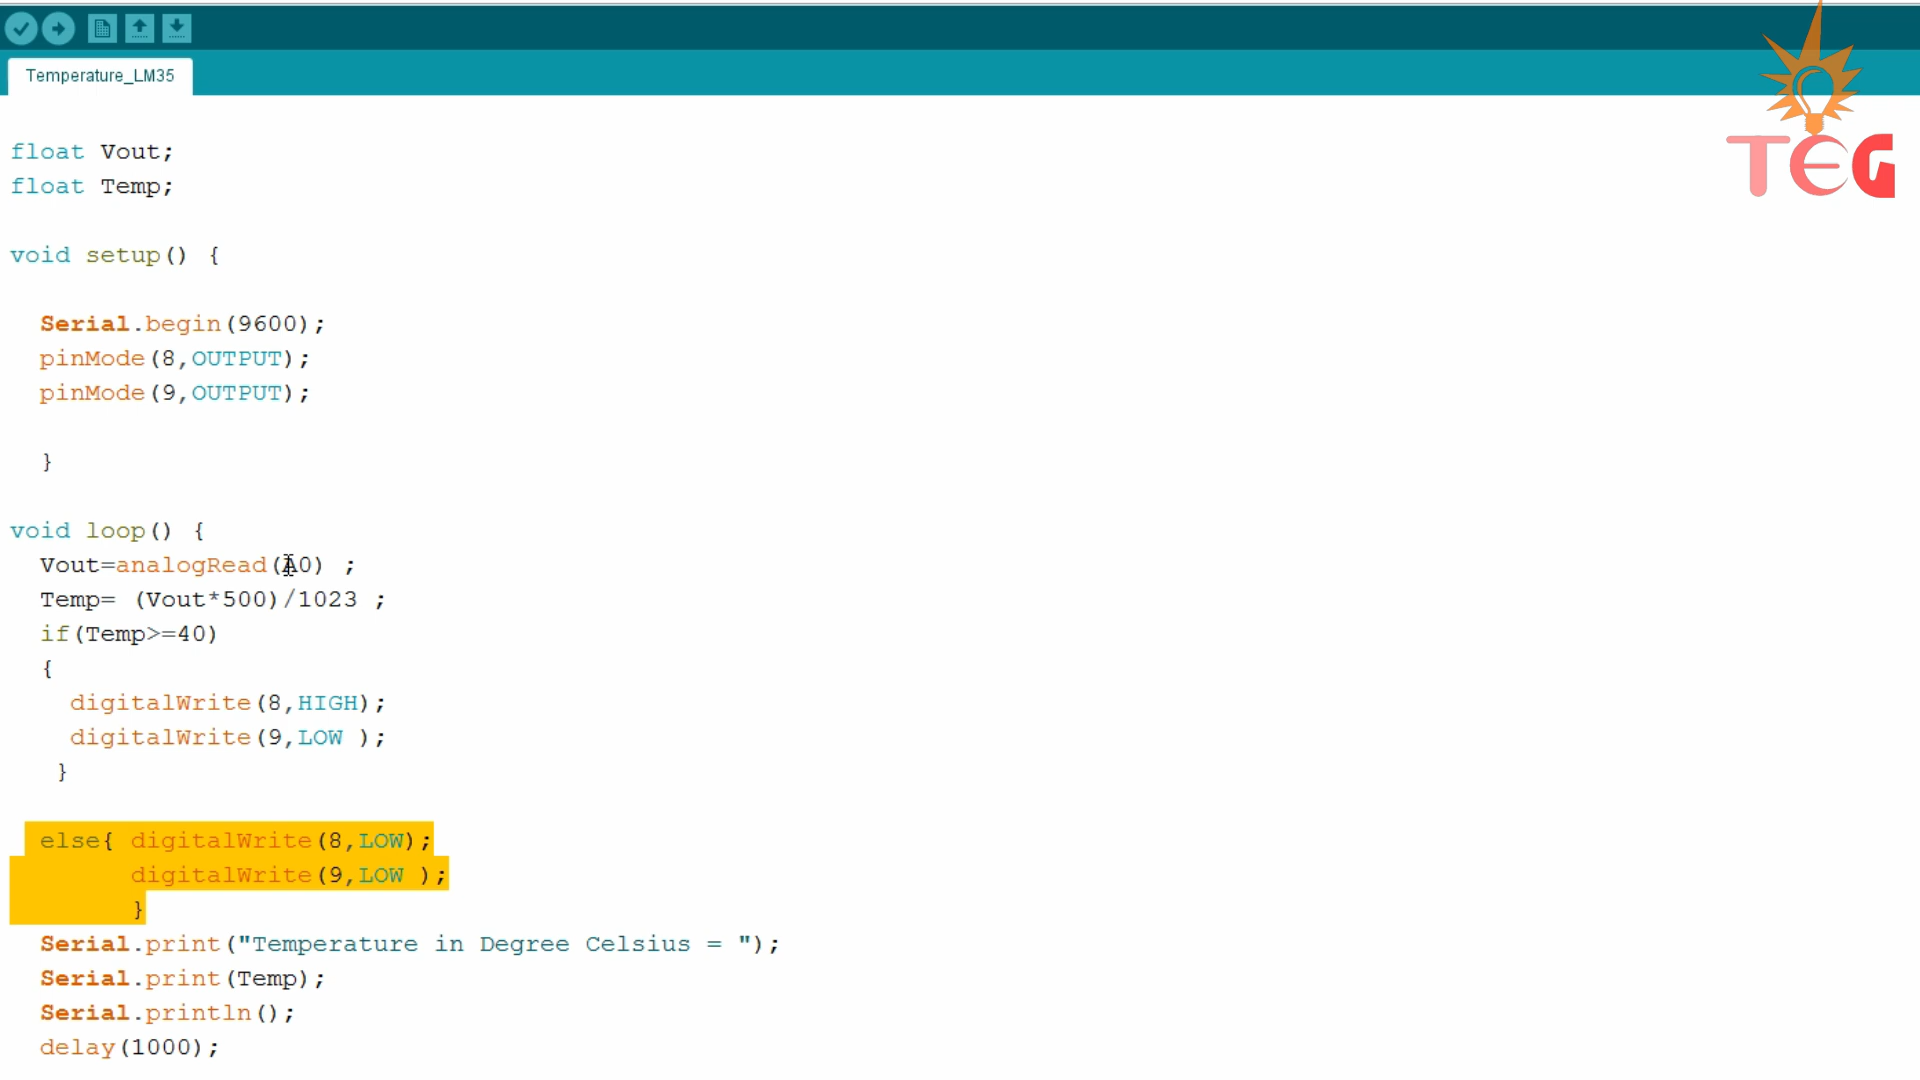 Temperature_LM35
TEG
float Vout;
float Temp;
void setup() {
Serial.begin(9600);
pinMode(8,OUTPUT);
pinMode(9,OUTPUT);
}
void loop() {
Vout=analogRead(A0) ;
Temp= (Vout*500)/1023 ;
if(Temp>=40)
{
digitalWrite(8,HIGH);
digitalWrite(9,LOW );
}
else{ digitalWrite(8,LOW);
digitalWrite(9,LOW );
}
Serial.print("Temperature in Degree Celsius = ");
Serial.print(Temp);
Serial.println();
delay(1000);